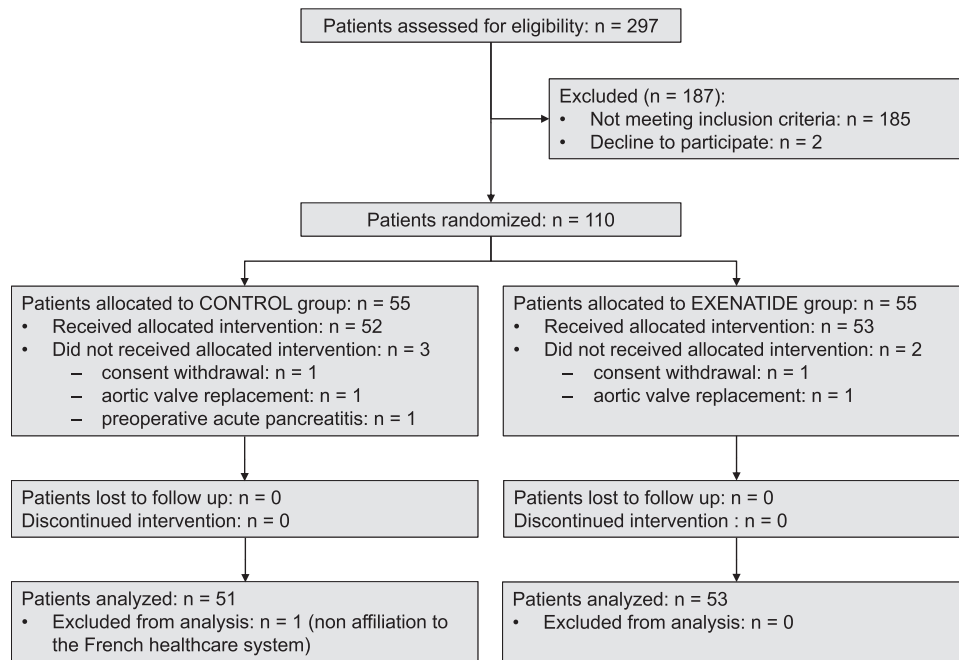 Patients assessed for eligibility: n = 297
Excluded (n = 187):
• Not meeting inclusion criteria: n = 185
• Decline to participate: n = 2
Patients randomized: n = 110
Patients allocated to CONTROL group: n = 55
• Received allocated intervention: n = 52
• Did not received allocated intervention: n = 3
– consent withdrawal: n = 1
– aortic valve replacement: n = 1
– preoperative acute pancreatitis: n = 1
Patients allocated to EXENATIDE group: n = 55
• Received allocated intervention: n = 53
• Did not received allocated intervention: n = 2
– consent withdrawal: n = 1
– aortic valve replacement: n = 1
Patients lost to follow up: n = 0
Discontinued intervention: n = 0
Patients lost to follow up: n = 0
Discontinued intervention : n = 0
Patients analyzed: n = 51
• Excluded from analysis: n = 1 (non affiliation to
the French healthcare system)
Patients analyzed: n = 53
• Excluded from analysis: n = 0